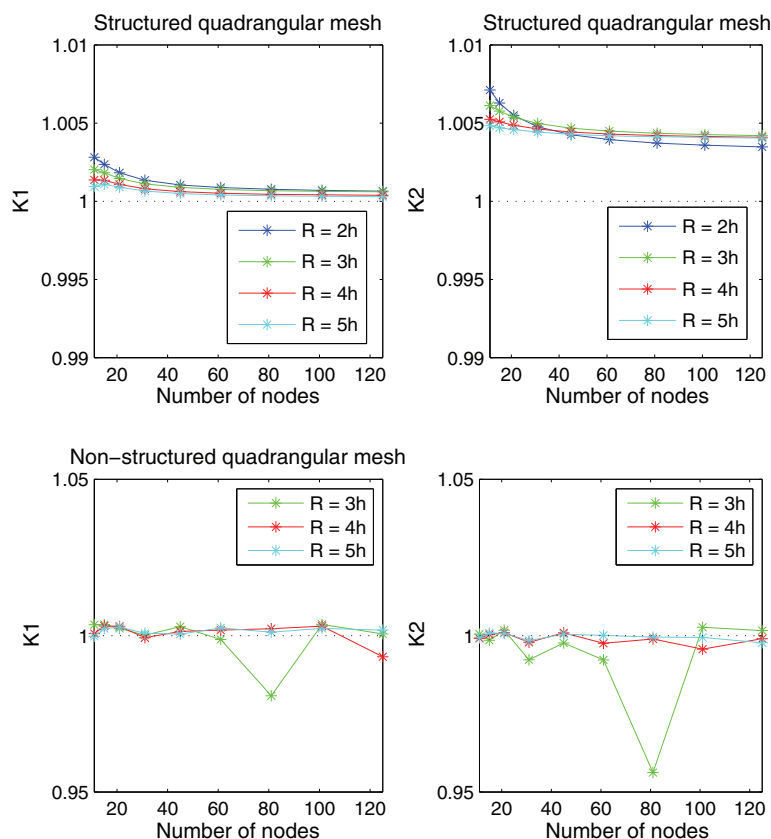 Structured quadrangular mesh
1.01
1.005
1
0.995
0.99
K1
R = 2h
R = 3h
R = 4h
R = 5h
20 40 60 80 100 120
Number of nodes
Structured quadrangular mesh
1.01
1.005
1
0.995
0.99
K2
R = 2h
R = 3h
R = 4h
R = 5h
20 40 60 80 100 120
Number of nodes
Non-structured quadrangular mesh
1.05
1
0.95
K1
R = 3h
R = 4h
R = 5h
20 40 60 80 100 120
Number of nodes
1.05
1
0.95
K2
R = 3h
R = 4h
R = 5h
20 40 60 80 100 120
Number of nodes